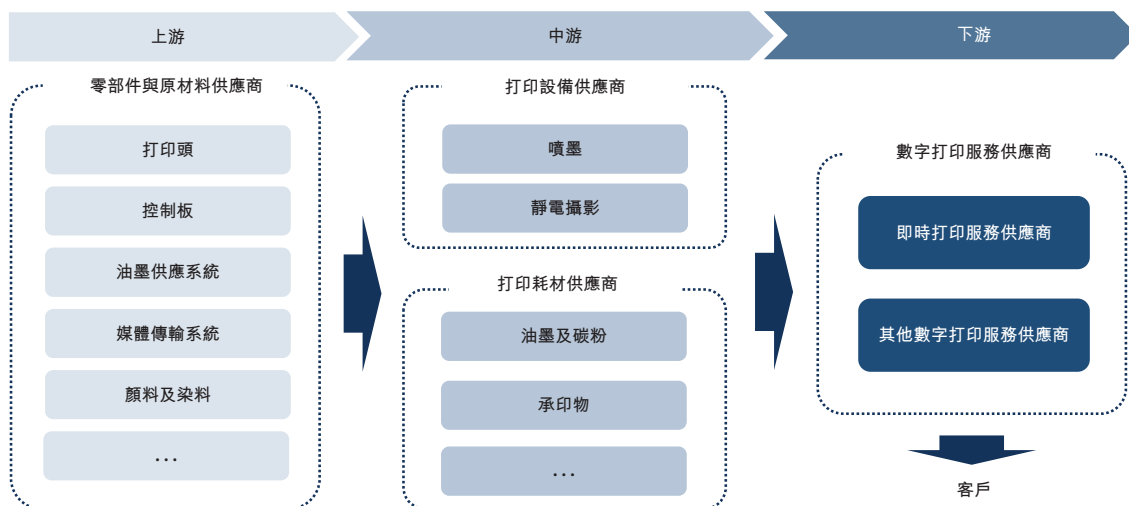 上游
中游
下游
零部件與原材料供應商
打印頭
控制板
油墨供應系統
媒體傳輸系統
顏料及染料
...
打印設備供應商
噴墨
靜電攝影
打印耗材供應商
油墨及碳粉
承印物
...
數字打印服務供應商
即時打印服務供應商
其他數字打印服務供應商
客戶